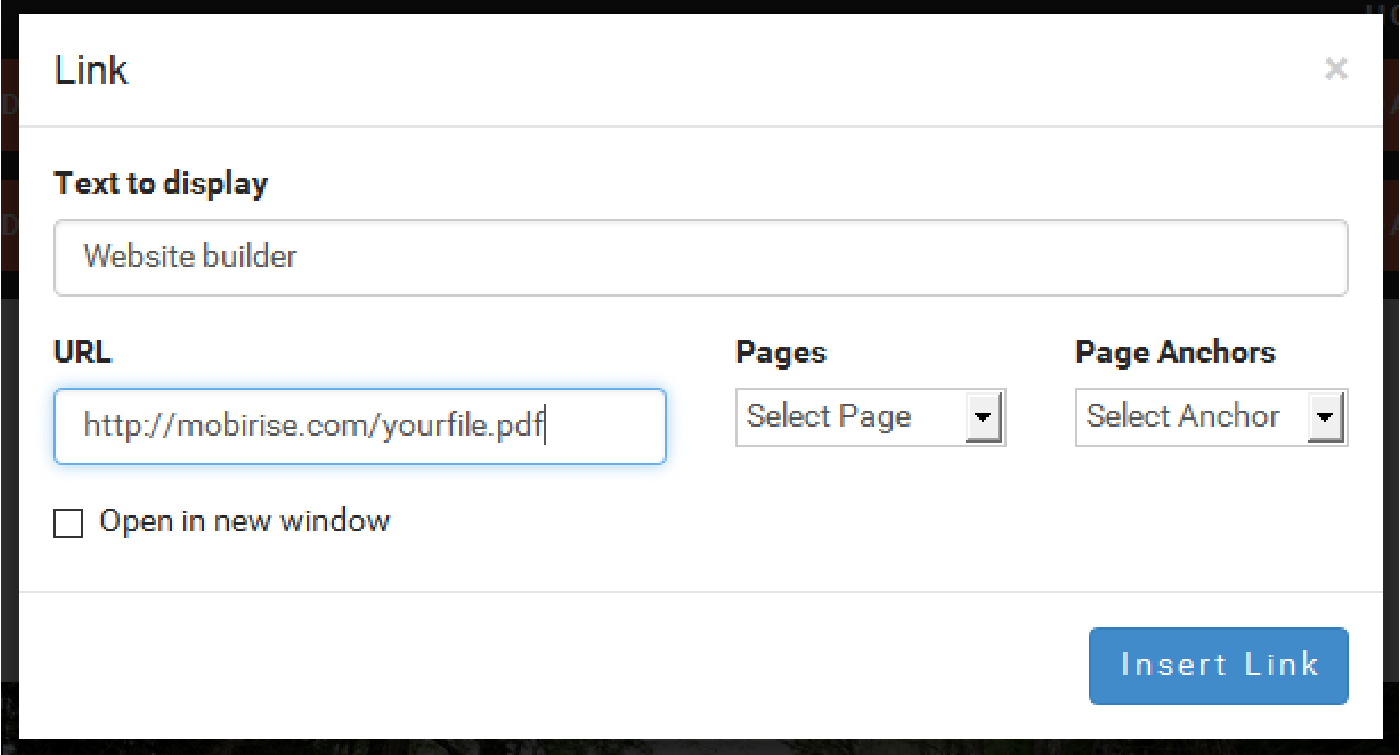 Link
×
Text to display
Website builder
URL Pages Page Anchors
http://mobirise.com/yourfile.pdf Select Page Select Anchor
Open in new window
Insert Link